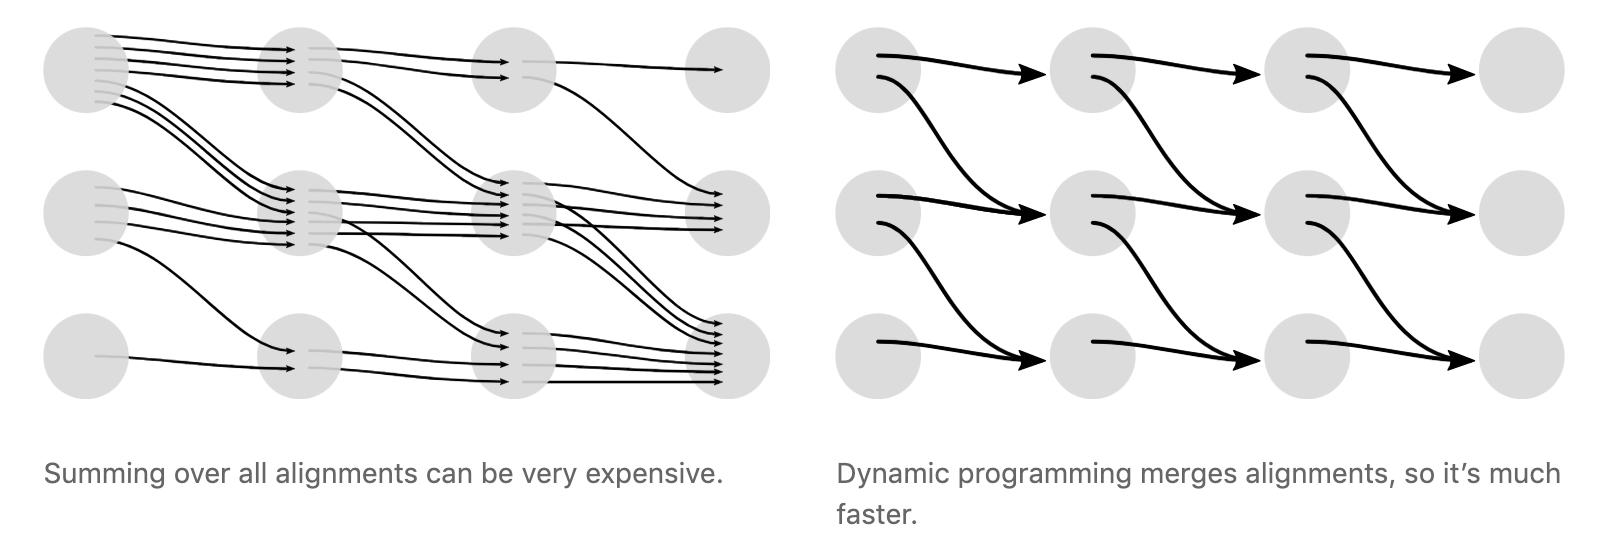 Summing over all alignments can be very expensive.
Dynamic programming merges alignments, so it’s much
faster.